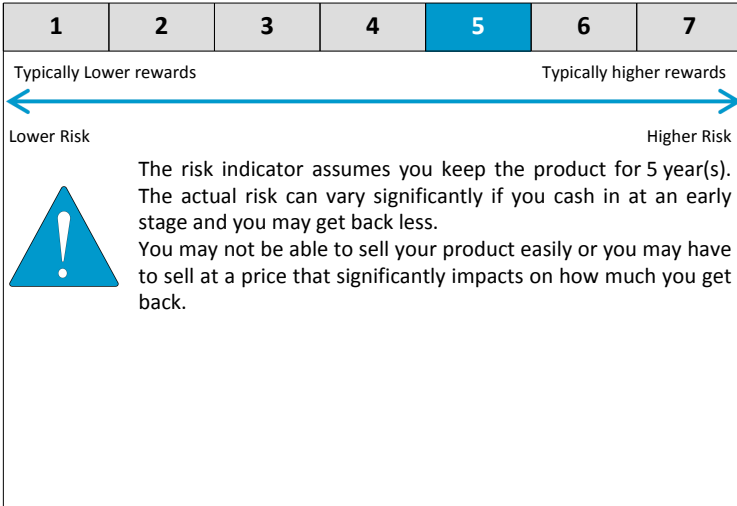 1 2 3 4 5 6 7
Typically Lower rewards Typically higher rewards
Lower Risk Higher Risk
The risk indicator assumes you keep the product for 5 year(s).
The actual risk can vary significantly if you cash in at an early
stage and you may get back less.
You may not be able to sell your product easily or you may have
to sell at a price that significantly impacts on how much you get
back.